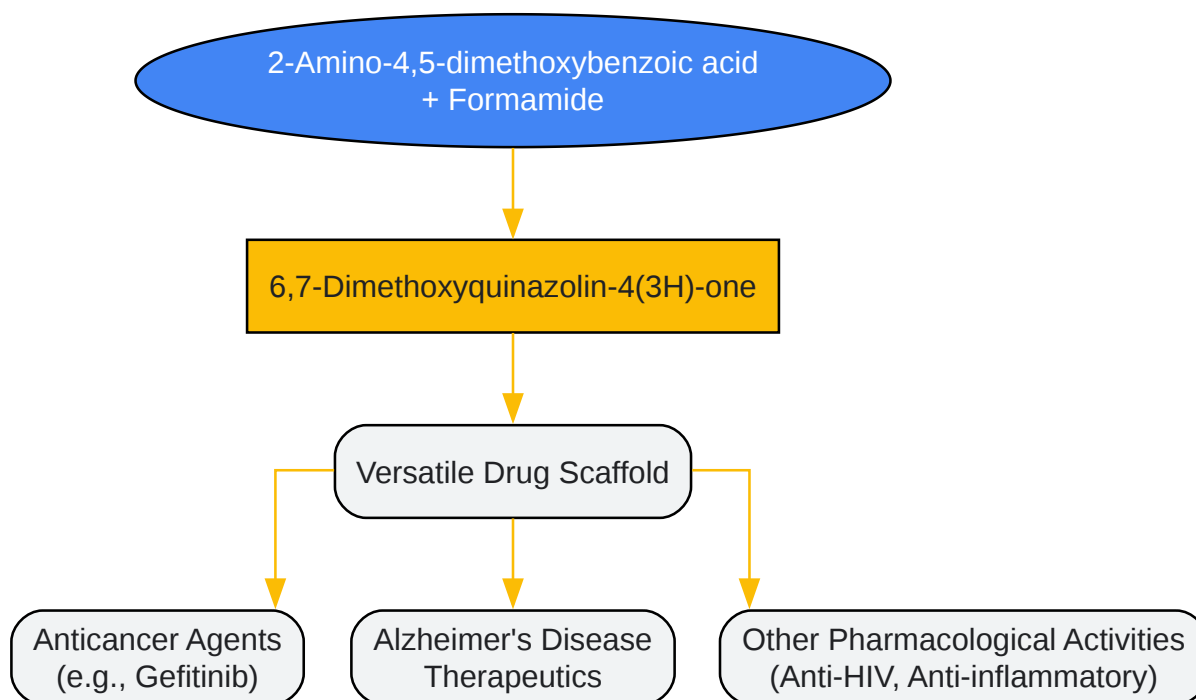 2-Amino-4,5-dimethoxybenzoic acid
+ Formamide
6,7-Dimethoxyquinazolin-4(3H)-one
Versatile Drug Scaffold
Anticancer Agents
(e.g., Gefitinib)
Alzheimer's Disease
Therapeutics
Other Pharmacological Activities
(Anti-HIV, Anti-inflammatory)